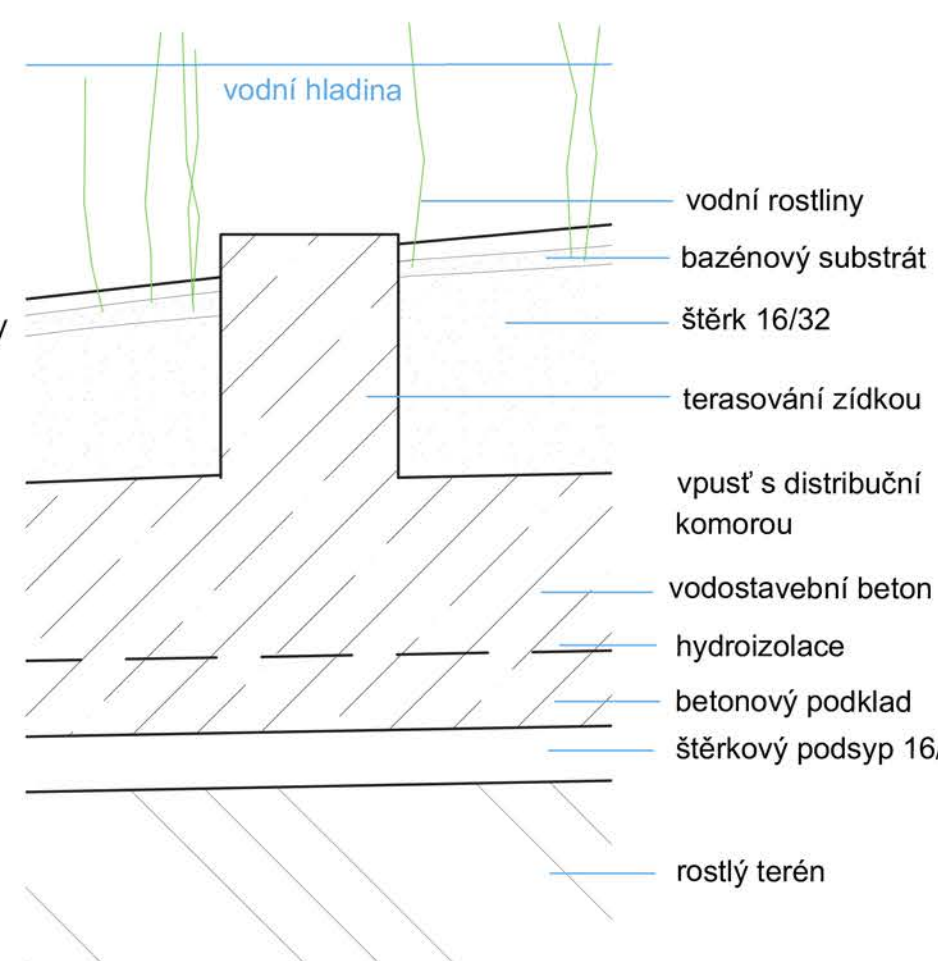 vodní hladina
vodní rostliny
bazénový substrát
štěrk 16/32
terasování zídkou
vpusť s distribuční
komorou
vodostavební beton
hydroizolace
betonový podklad
štěrkový podsyp 16/
rostlý terén